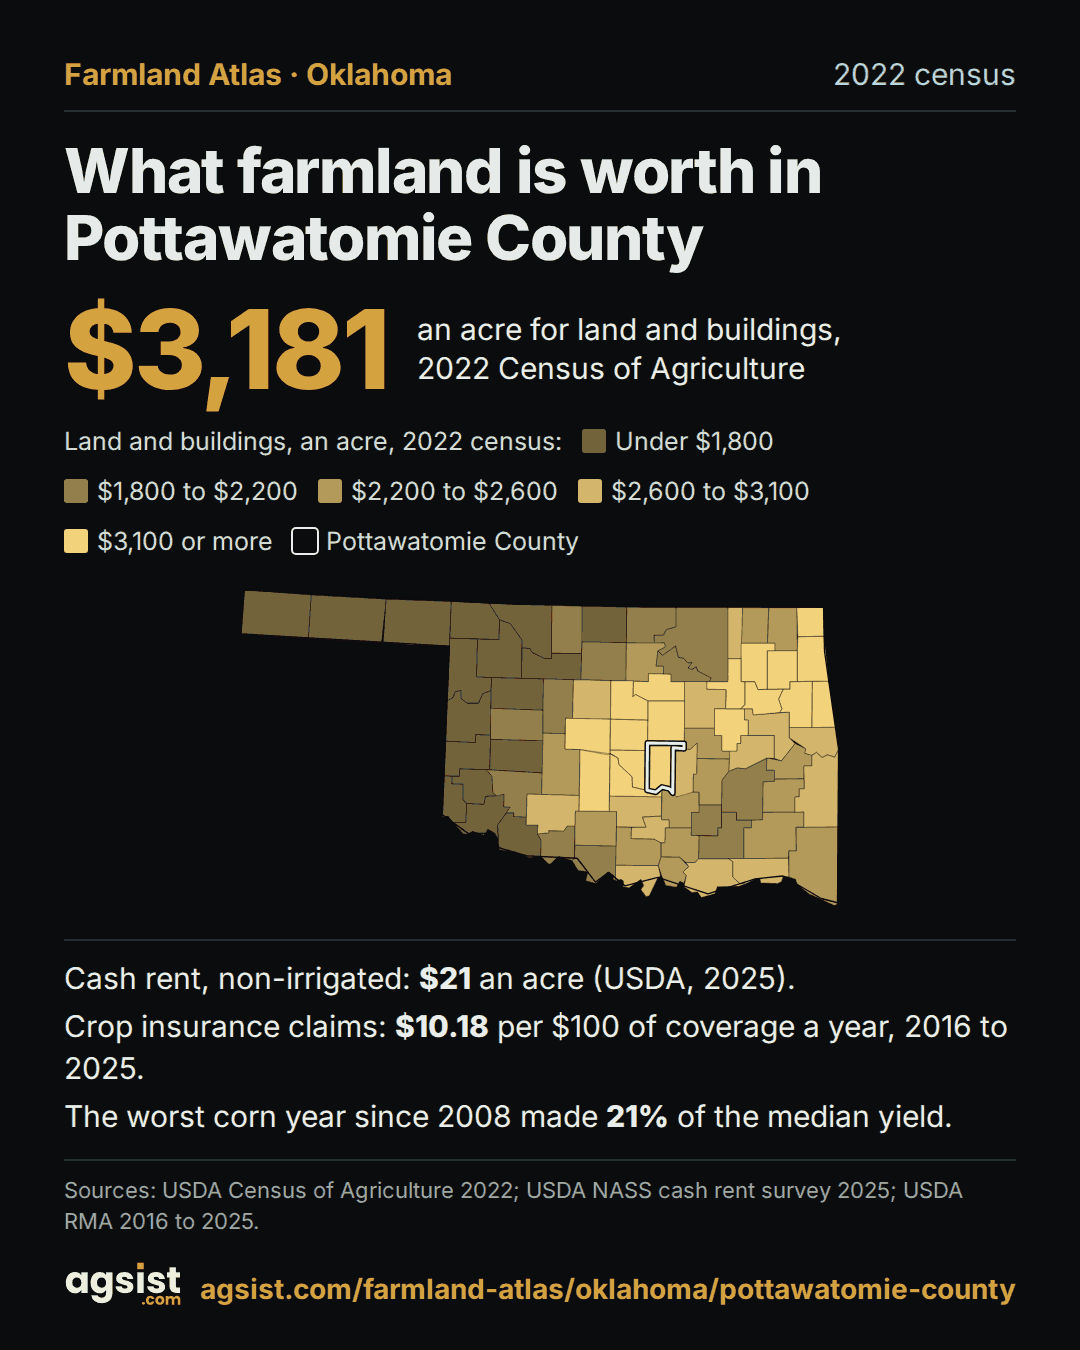 Farmland Atlas · Oklahoma
2022 census
What farmland is worth in
Pottawatomie County
$3,181
an acre for land and buildings,
2022 Census of Agriculture
Land and buildings, an acre, 2022 census: Under $1,800
$1,800 to $2,200 $2,200 to $2,600 $2,600 to $3,100
$3,100 or more Pottawatomie County
Cash rent, non-irrigated: $21 an acre (USDA, 2025).
Crop insurance claims: $10.18 per $100 of coverage a year, 2016 to
2025.
The worst corn year since 2008 made 21% of the median yield.
Sources: USDA Census of Agriculture 2022; USDA NASS cash rent survey 2025; USDA
RMA 2016 to 2025.
agsist
.com
agsist.com/farmland-atlas/oklahoma/pottawatomie-county